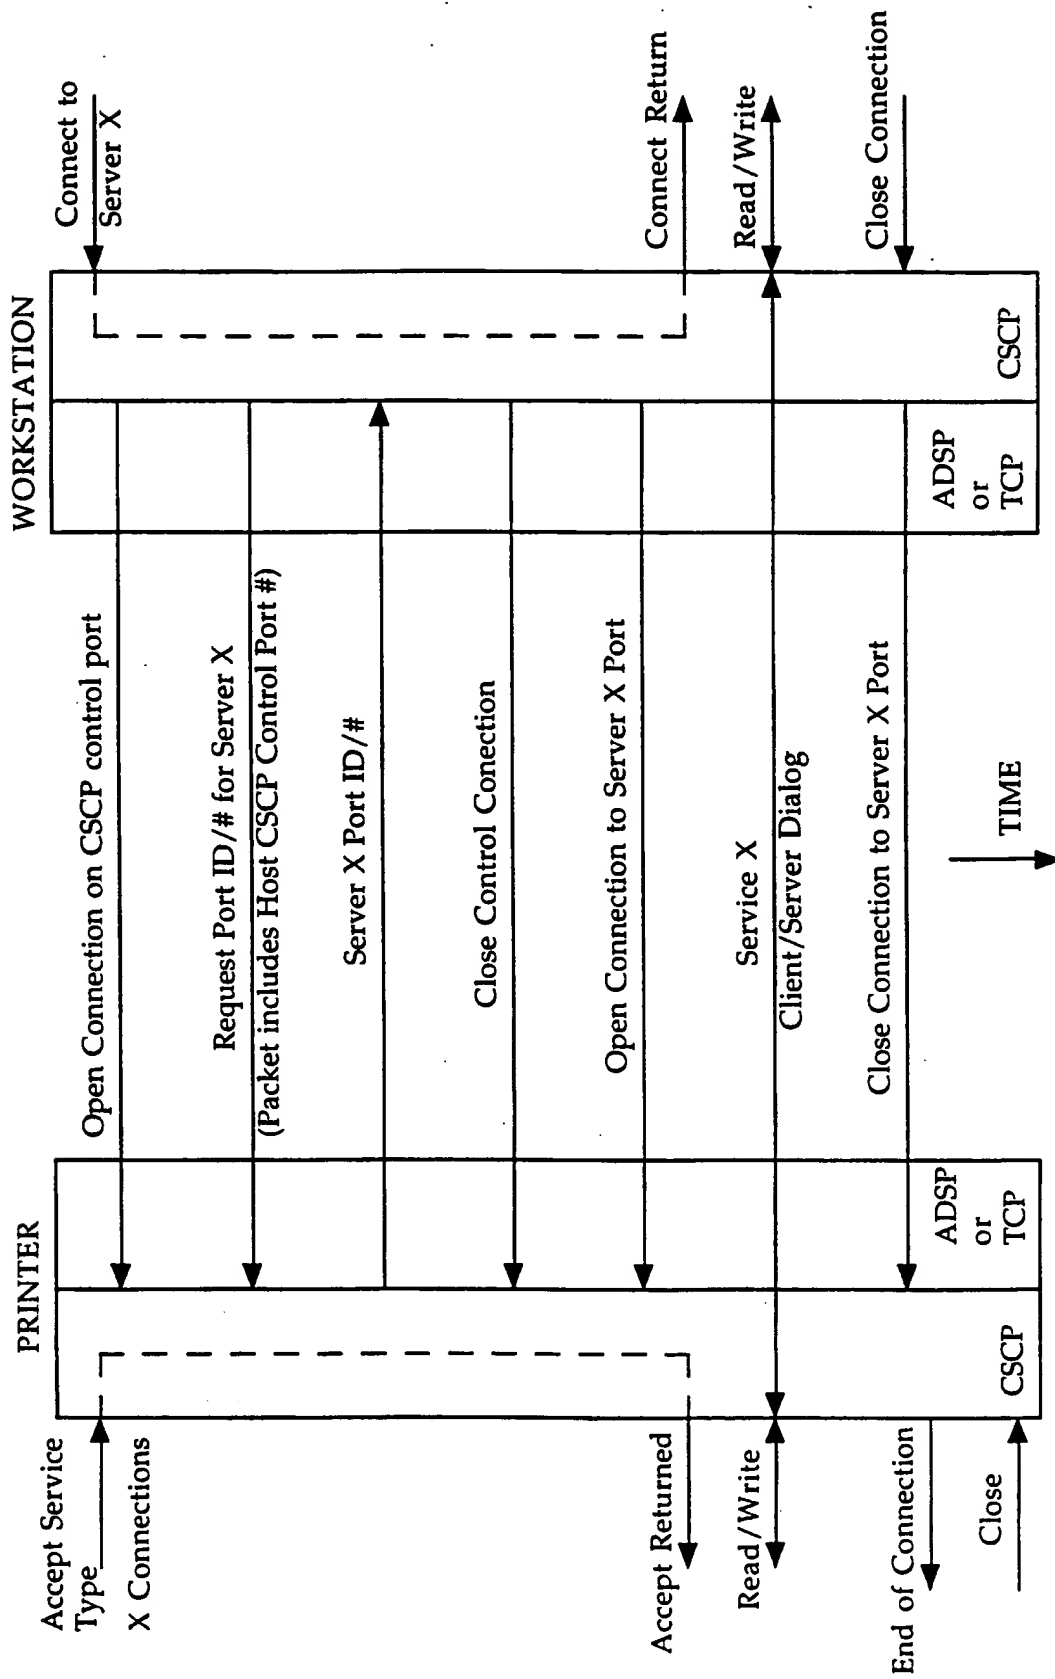 PRINTER
WORKSTATION
Accept Service
Type
X Connections
Connect to
Server X
Open Connection on CSCP control port
Request Port ID/# for Server X
(Packet includes Host CSCP Control Port #)
Server X Port ID/#
Close Control Conection
Open Connection to Server X Port
Accept Returned
Connect Return
Read/Write
Service X
Client/Server Dialog
Read/Write
Close Connection to Server X Port
Close Connection
End of Connection
Close
CSCP
ADSP
or
TCP
TIME
ADSP
or
TCP
CSCP